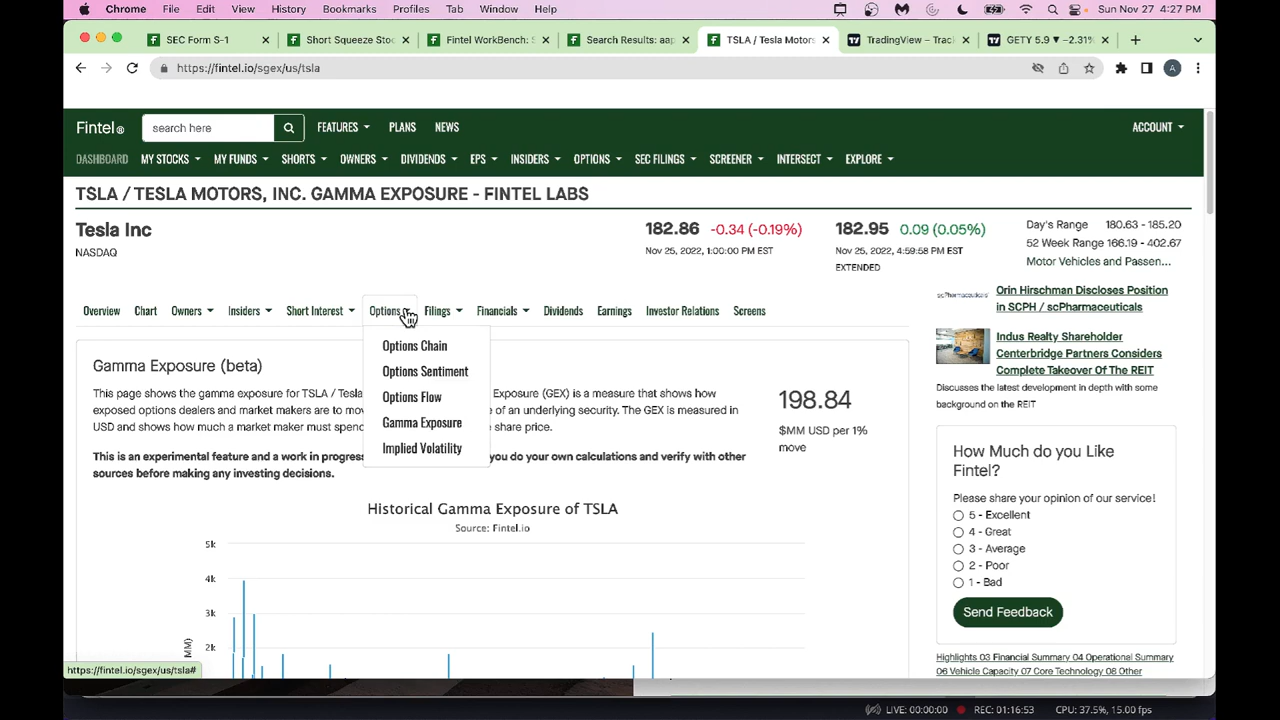 Chrome File Edit View History Bookmarks Profiles Tab Window Help Sun Nov 27 4:27 PM
SEC Form S-1 Short Squeeze Stoc Fintel WorkBench: S Search Results: aap TSLA / Tesla Motors TradingView – Track GETY 5.9 ▼ −2.31%
https://fintel.io/sgex/us/tsla A
Fintel® search here FEATURES PLANS NEWS ACCOUNT
DASHBOARD MY STOCKS MY FUNDS SHORTS OWNERS DIVIDENDS EPS INSIDERS OPTIONS SEC FILINGS SCREENER INTERSECT EXPLORE
TSLA / TESLA MOTORS, INC. GAMMA EXPOSURE - FINTEL LABS
Tesla Inc
NASDAQ
182.86 -0.34 (-0.19%)
Nov 25, 2022, 1:00:00 PM EST
182.95 0.09 (0.05%)
Nov 25, 2022, 4:59:58 PM EST
EXTENDED
Day's Range 180.63 - 185.20
52 Week Range 166.19 - 402.67
Motor Vehicles and Passen...
Overview Chart Owners Insiders Short Interest Options Filings Financials Dividends Earnings Investor Relations Screens
Options Chain
Options Sentiment
Options Flow
Gamma Exposure
Implied Volatility
Gamma Exposure (beta)
This page shows the gamma exposure for TSLA / Tesla Exposure (GEX) is a measure that shows how
exposed options dealers and market makers are to mov e of an underlying security. The GEX is measured in
USD and shows how much a market maker must spen share price.
This is an experimental feature and a work in progres you do your own calculations and verify with other
sources before making any investing decisions.
198.84
$MM USD per 1%
move
Historical Gamma Exposure of TSLA
Source: Fintel.io
5k
4k
3k
2k
MM)
scPharmaceuticals
Orin Hirschman Discloses Position
in SCPH / scPharmaceuticals
Indus Realty Shareholder
Centerbridge Partners Considers
Complete Takeover Of The REIT
Discusses the latest development in depth with some
background on the REIT
How Much do you Like
Fintel?
Please share your opinion of our service!
5 - Excellent
4 - Great
3 - Average
2 - Poor
1 - Bad
Send Feedback
Highlights 03 Financial Summary 04 Operational Summary
06 Vehicle Capacity 07 Core Technology 08 Other
https://fintel.io/sgex/us/tsla#
LIVE: 00:00:00 REC: 01:16:53 CPU: 37.5%, 15.00 fps